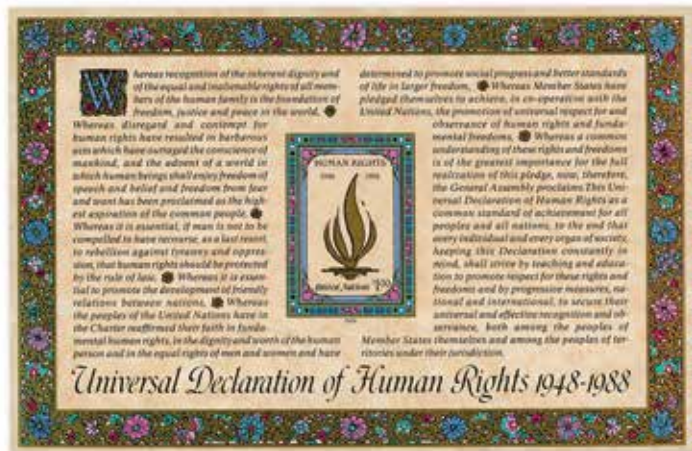 Whereas recognition of the inherent dignity and
of the equal and inalienable rights of all mem-
bers of the human family is the foundation of
freedom, justice and peace in the world,
Whereas disregard and contempt for
human rights have resulted in barbarous
acts which have outraged the conscience of
mankind, and the advent of a world in
which human beings shall enjoy freedom of
speech and belief and freedom from fear
and want has been proclaimed as the high-
est aspiration of the common people,
Whereas it is essential, if man is not to be
compelled to have recourse, as a last resort,
to rebellion against tyranny and oppres-
sion, that human rights should be protected
by the rule of law, Whereas it is essen-
tial to promote the development of friendly
relations between nations, Whereas
the peoples of the United Nations have in
the Charter reaffirmed their faith in funda-
mental human rights, in the dignity and worth of the human
person and in the equal rights of men and women and have
determined to promote social progress and better standards
of life in larger freedom, Whereas Member States have
pledged themselves to achieve, in co-operation with the
United Nations, the promotion of universal respect for and
observance of human rights and funda-
mental freedoms, Whereas a common
understanding of these rights and freedoms
is of the greatest importance for the full
realization of this pledge, now, therefore,
the General Assembly proclaims This Uni-
versal Declaration of Human Rights as a
common standard of achievement for all
peoples and all nations, to the end that
every individual and every organ of society,
keeping this Declaration constantly in
mind, shall strive by teaching and educa-
tion to promote respect for these rights and
freedoms and by progressive measures, na-
tional and international, to secure their
universal and effective recognition and ob-
servance, both among the peoples of
Member States themselves and among the peoples of ter-
ritories under their jurisdiction.
HUMAN RIGHTS
1948 1988
United Nations $1.00
Universal Declaration of Human Rights 1948-1988